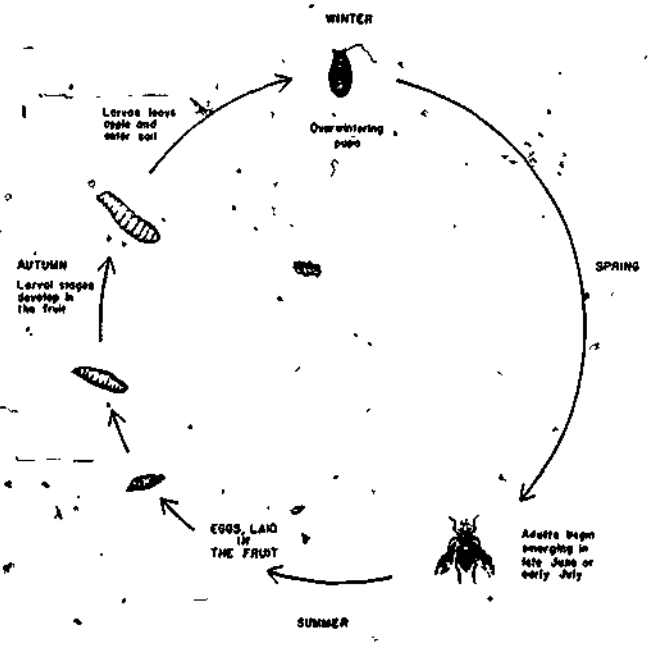 WINTER
Larvae leave
apple and
enter soil
Overwintering
pupa
AUTUMN
Larval stages
develop in
the fruit
SPRING
EGGS, LAID
IN
THE FRUIT
Adults begin
emerging in
late June or
early July
SUMMER